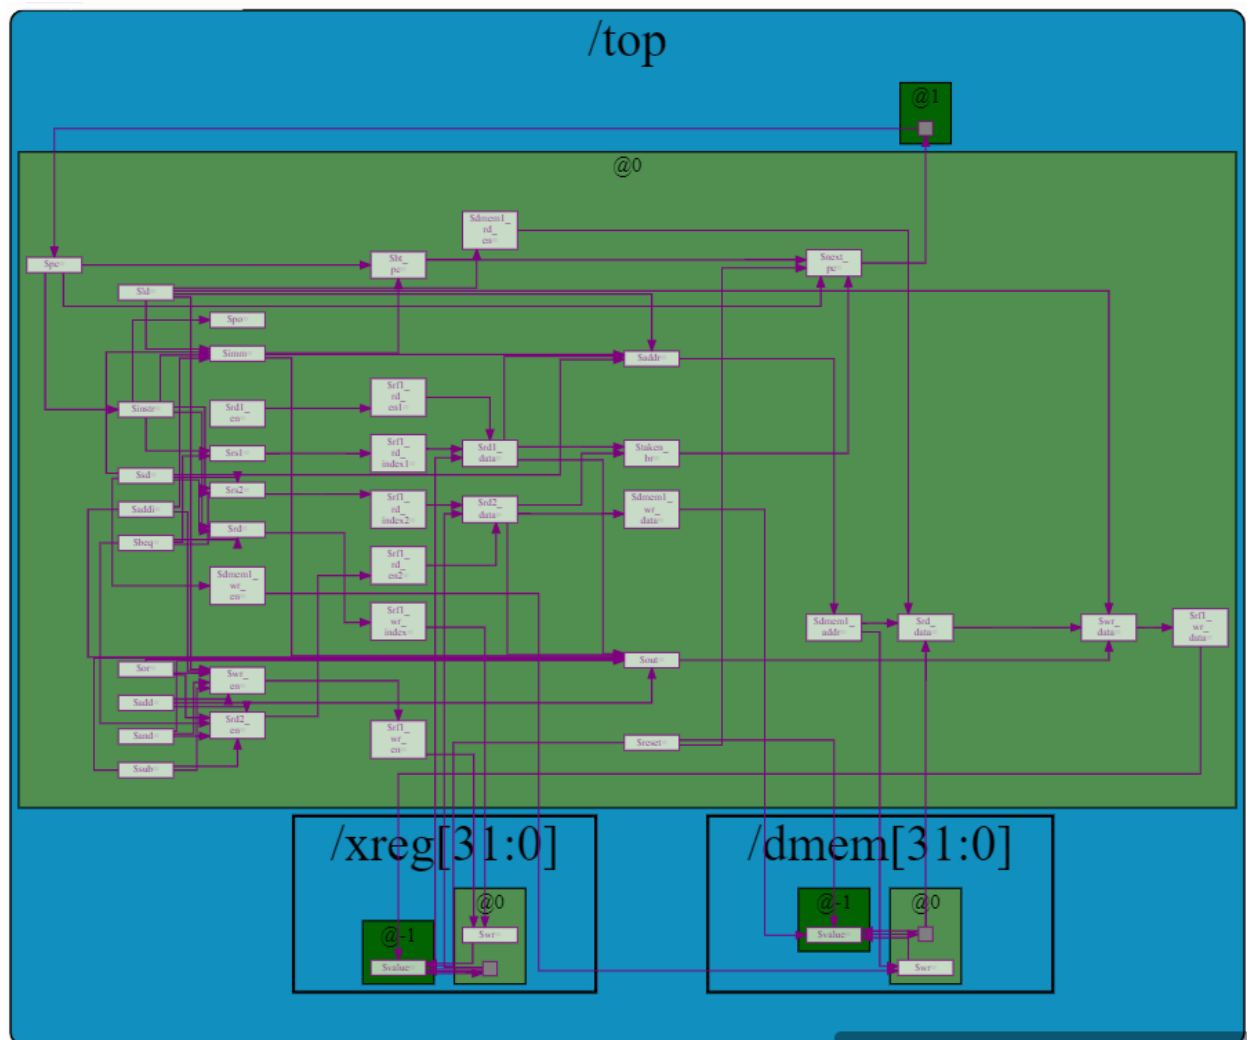 /top
@1
@0
$dmem1_
rd_
en
$pc
$bt_
pc
$next_
pc
$ld
$imm
$addr
$instr
$rd1_
en
$rf1_
rd_
en1
$rs1
$rf1_
rd_
index1
$rd1_
data
$taken_
br
$rs2
$addi
$rf1_
rd_
index2
$rd2_
data
$dmem1_
wr_
data
$rd
$beq
$dmem1_
wr_
en
$rf1_
rd_
en2
$rf1_
wr_
index
$dmem1_
addr
$rd_
data
$wr_
data
$rf1_
wr_
data
$or
$wr_
en
$out
$add
$rd2_
en
$and
$rf1_
wr_
en
$reset
$sub
/xreg[31:0]
/dmem[31:0]
@-1
@0
@-1
@0
$wr
$value
$value
$wr